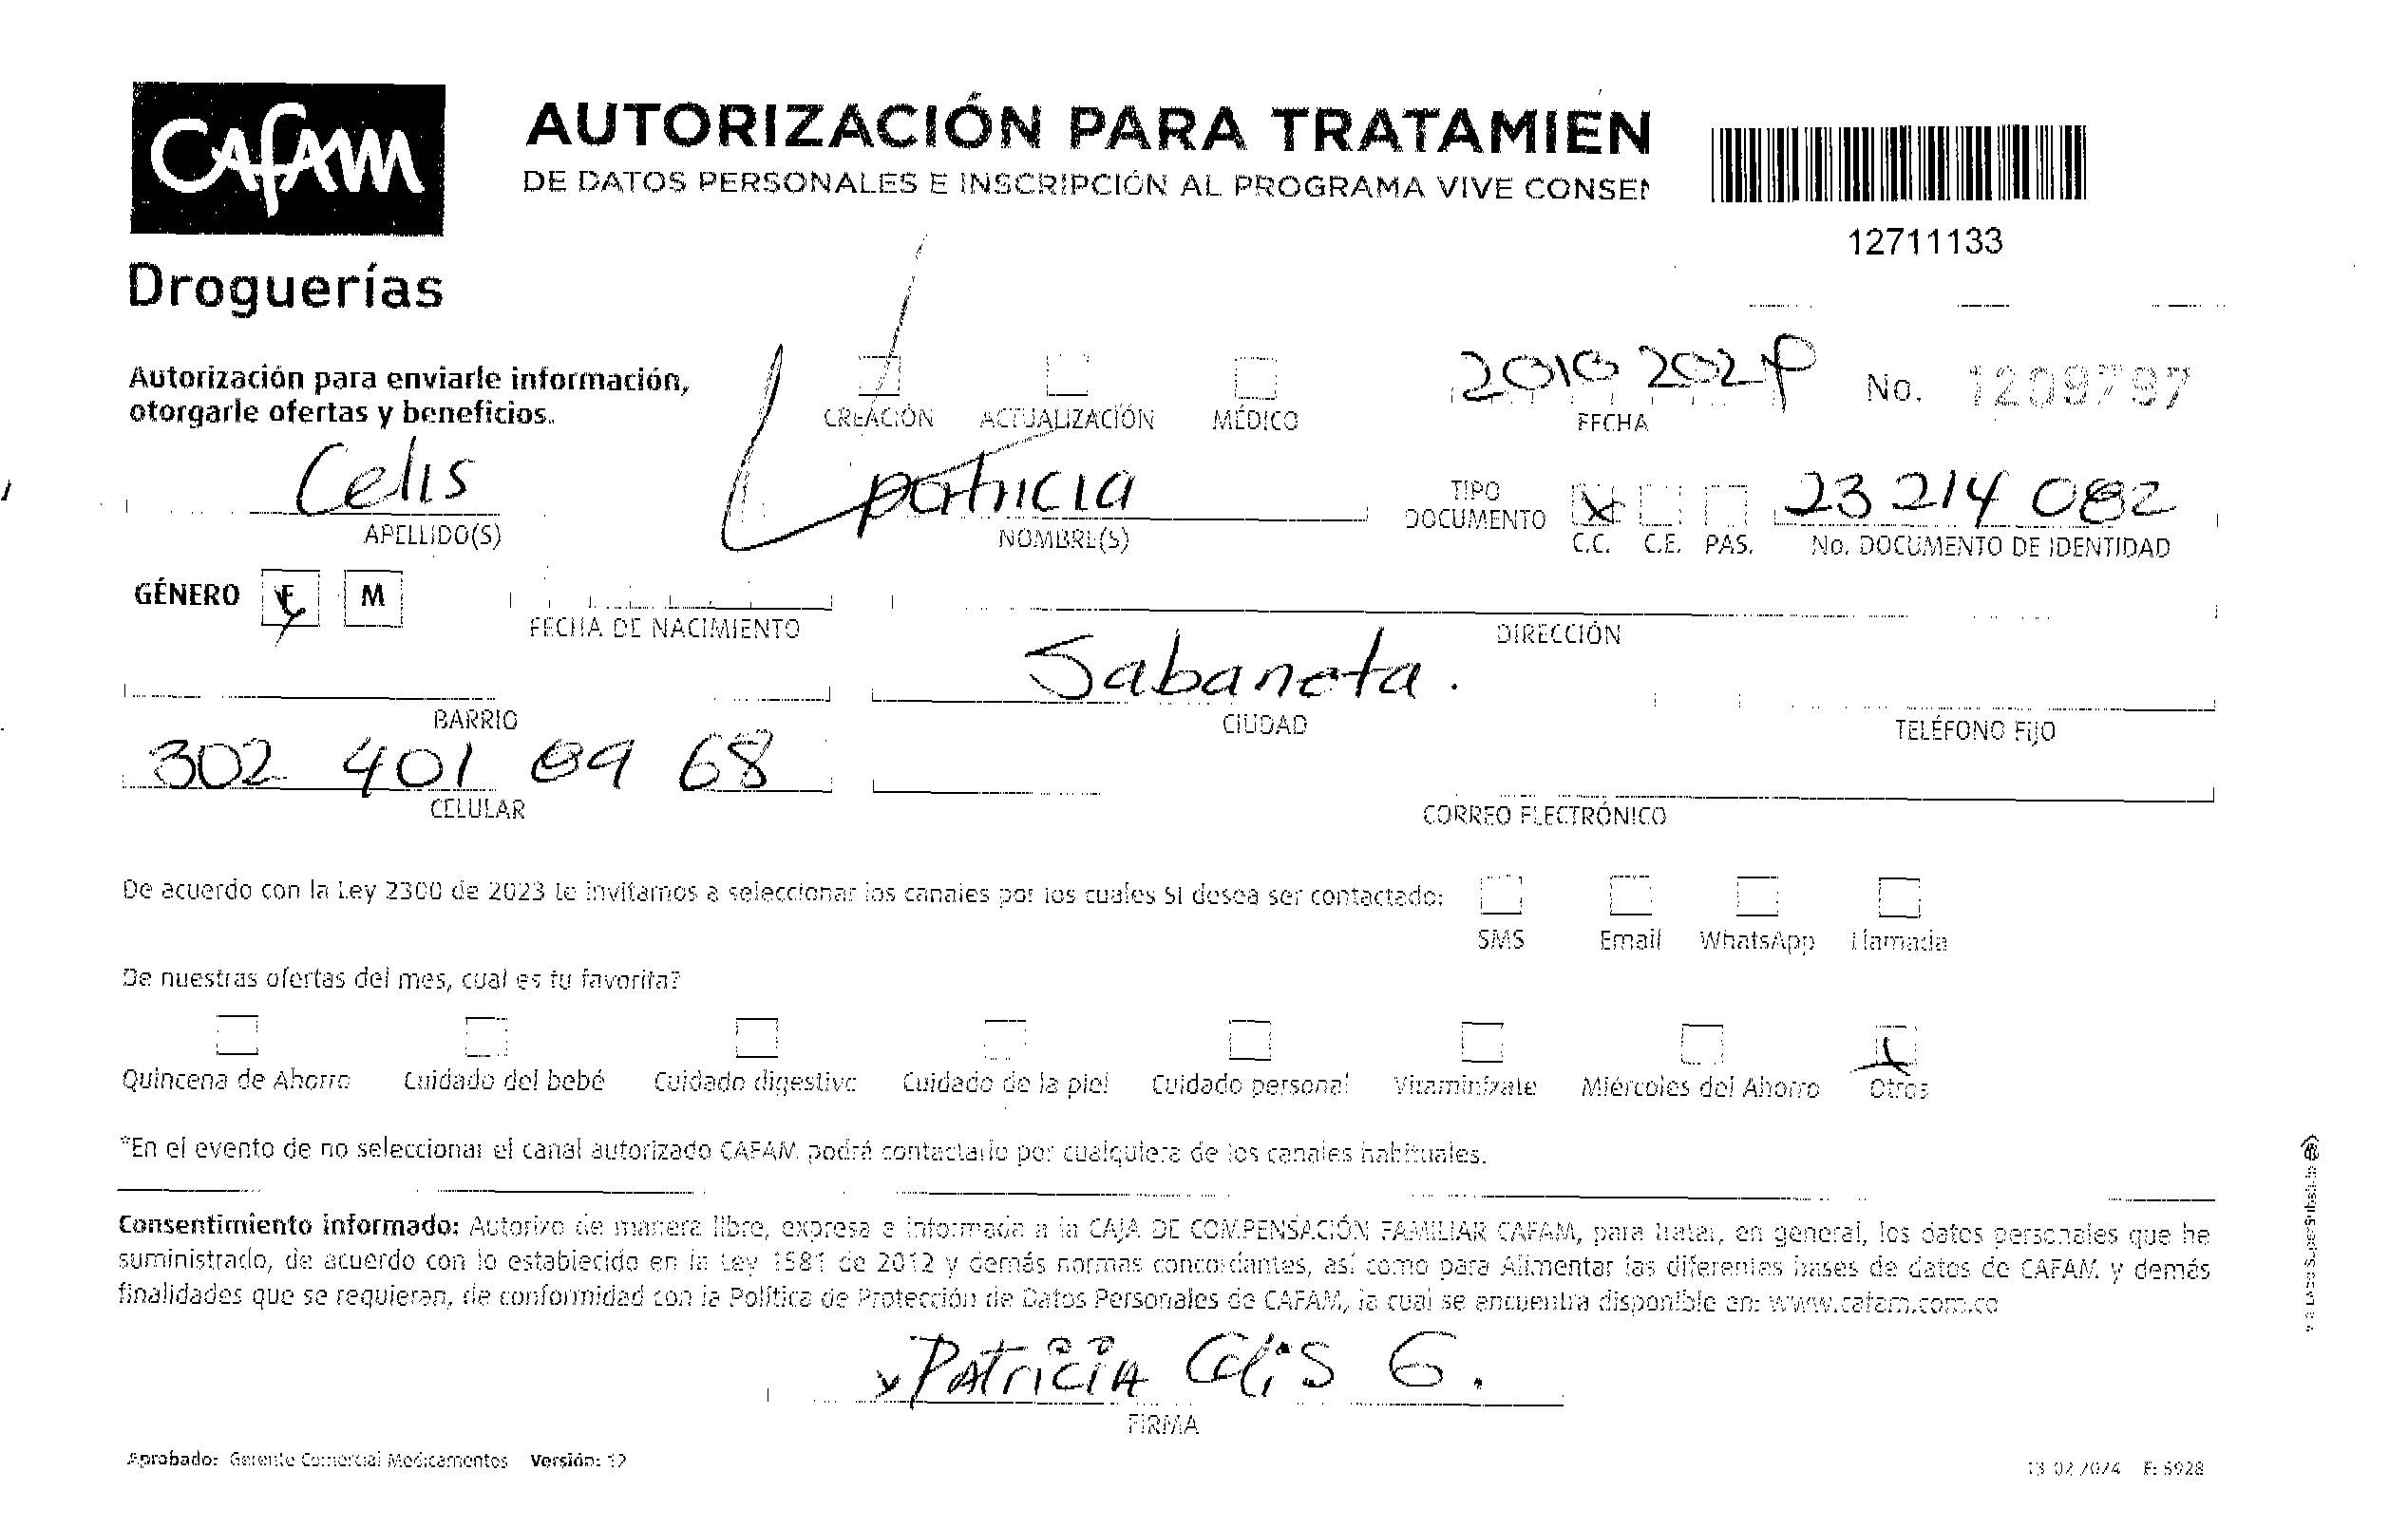 CAFAM
Droguerías
AUTORIZACIÓN PARA TRATAMIEN
DE DATOS PERSONALES E INSCRIPCIÓN AL PROGRAMA VIVE CONSEN
12711133
Autorización para enviarle información,
otorgarle ofertas y beneficios.
CREACIÓN ACTUALIZACIÓN MÉDICO
2010 2024
FECHA
No. 1209797
Celis
APELLIDO(S)
patricia
NOMBRE(S)
TIPO
DOCUMENTO
C.C. C.E. PAS.
23 214 082
No. DOCUMENTO DE IDENTIDAD
GÉNERO F M
FECHA DE NACIMIENTO
DIRECCIÓN
BARRIO
Sabaneta.
CIUDAD
TELÉFONO FIJO
302 401 09 68
CELULAR
CORREO ELECTRÓNICO
De acuerdo con la Ley 2300 de 2023 te invitamos a seleccionar los canales por los cuales SI desea ser contactado:
SMS Email WhatsApp Llamada
De nuestras ofertas del mes, cual es tu favorita?
Quincena de Ahorro Cuidado del bebé Cuidado digestivo Cuidado de la piel Cuidado personal Vitamínizate Miércoles del Ahorro Otros
*En el evento de no seleccionar el canal autorizado CAFAM. podrá contactarlo por cualquiera de los canales habituales.
Consentimiento informado: Autorizo de manera libre, expresa e informada a la CAJA DE COMPENSACIÓN FAMILIAR CAFAM, para tratar, en general, los datos personales que he
suministrado, de acuerdo con lo establecido en la Ley 1581 de 2012 y demás normas concordantes, así como para Alimentar las diferentes bases de datos de CAFAM. y demás
finalidades que se requieran, de conformidad con la Política de Protección de Datos Personales de CAFAM, la cual se encuentra disponible en: www.cafam.com.co
x Patricia Celis G.
FIRMA
Aprobado: Gerente Comercial Medicamentos Versión: 12
13 02 2024 F: 5928